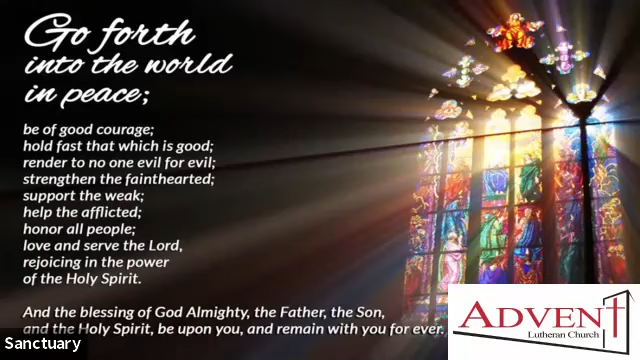 Go forth
into the world
in peace;
be of good courage;
hold fast that which is good;
render to no one evil for evil;
strengthen the fainthearted;
support the weak;
help the afflicted;
honor all people;
love and serve the Lord,
rejoicing in the power
of the Holy Spirit.
And the blessing of God Almighty, the Father, the Son,
and the Holy Spirit, be upon you, and remain with you for ever.
Sanctuary
ADVENT
Lutheran Church